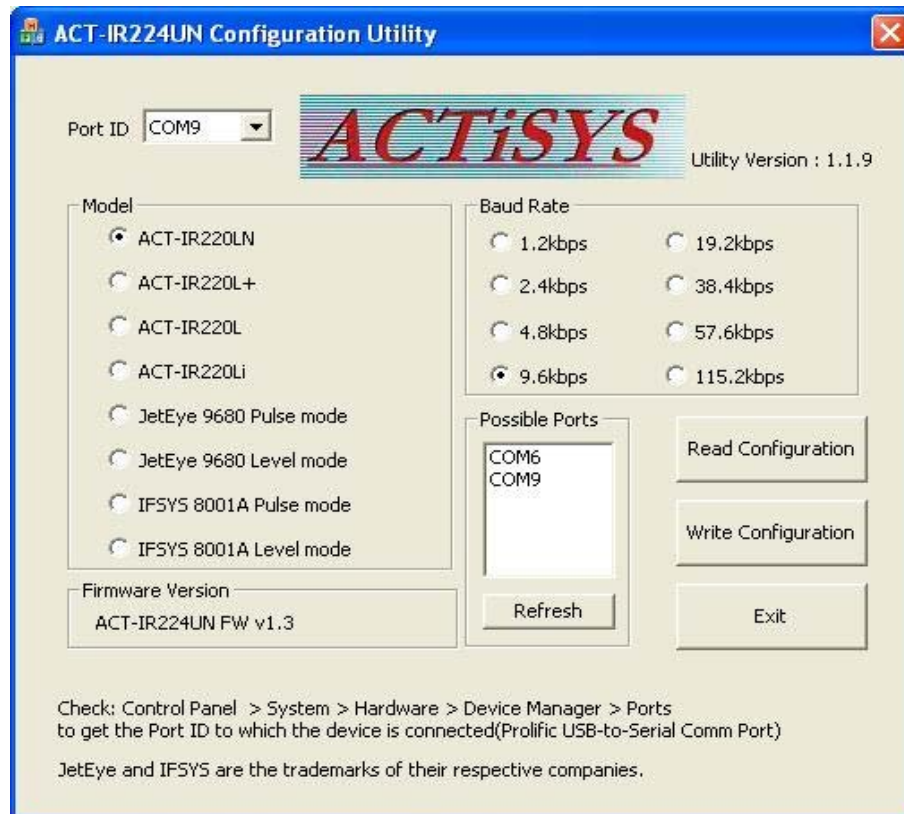 ACT-IR224UN Configuration Utility
Port ID COM9
ACTiSYS
Utility Version : 1.1.9
Model
ACT-IR220LN
ACT-IR220L+
ACT-IR220L
ACT-IR220Li
JetEye 9680 Pulse mode
JetEye 9680 Level mode
IFSYS 8001A Pulse mode
IFSYS 8001A Level mode
Baud Rate
1.2kbps
2.4kbps
4.8kbps
9.6kbps
19.2kbps
38.4kbps
57.6kbps
115.2kbps
Possible Ports
COM6
COM9
Refresh
Read Configuration
Write Configuration
Exit
Firmware Version
ACT-IR224UN FW v1.3
Check: Control Panel > System > Hardware > Device Manager > Ports
to get the Port ID to which the device is connected(Prolific USB-to-Serial Comm Port)
JetEye and IFSYS are the trademarks of their respective companies.